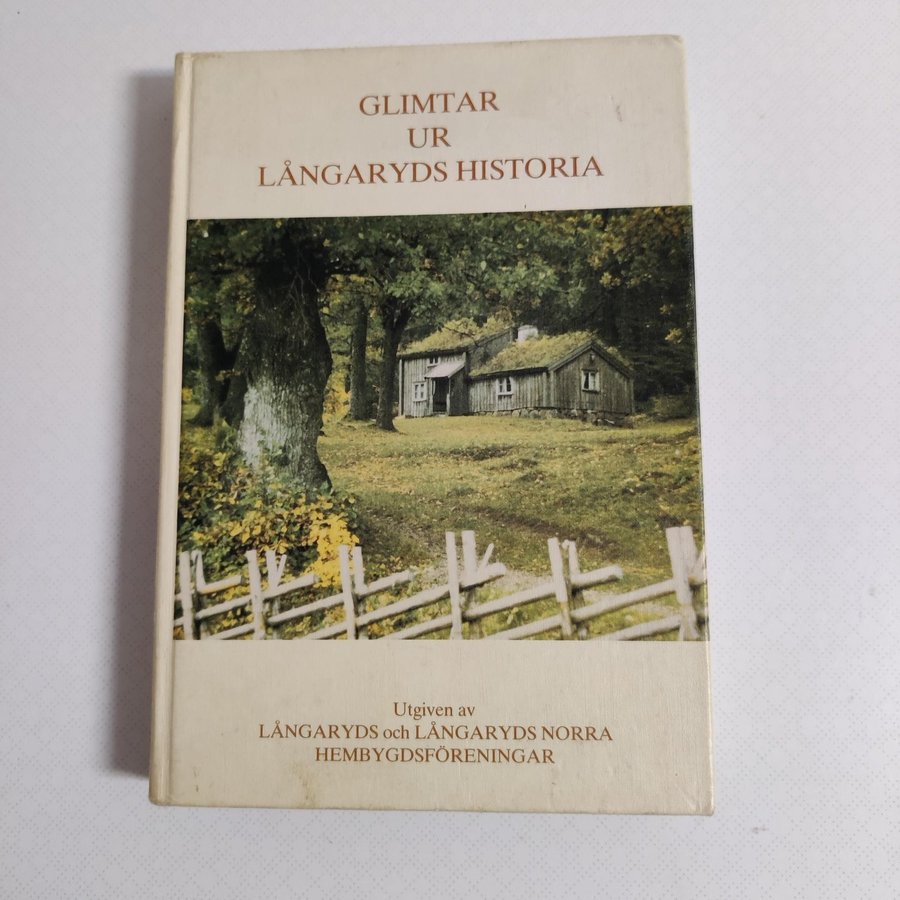 GLIMTAR
UR
LÅNGARYDS HISTORIA
Utgiven av
LÅNGARYDS och LÅNGARYDS NORRA
HEMBYGDSFÖRENINGAR